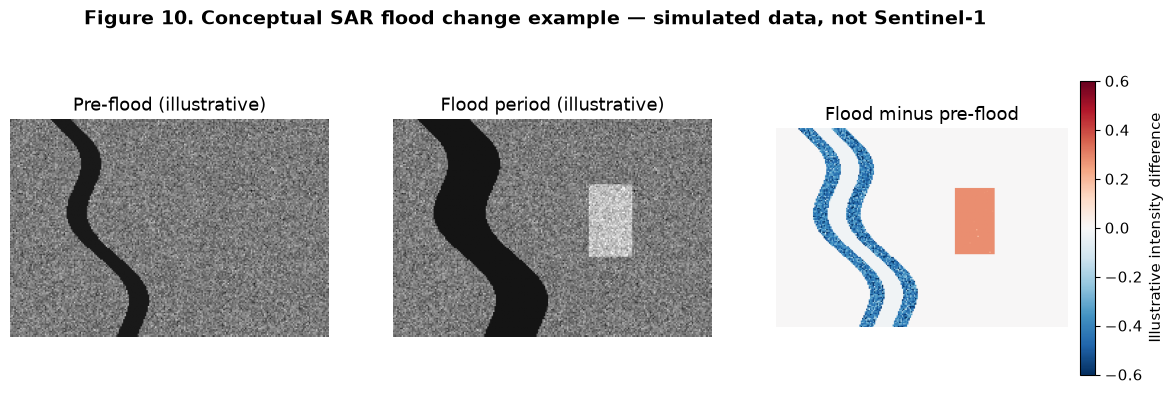 Figure 10. Conceptual SAR flood change example — simulated data, not Sentinel-1
Pre-flood (illustrative)
Flood period (illustrative)
Flood minus pre-flood
0.6
0.4
0.2
0.0
−0.2
−0.4
−0.6
Illustrative intensity difference